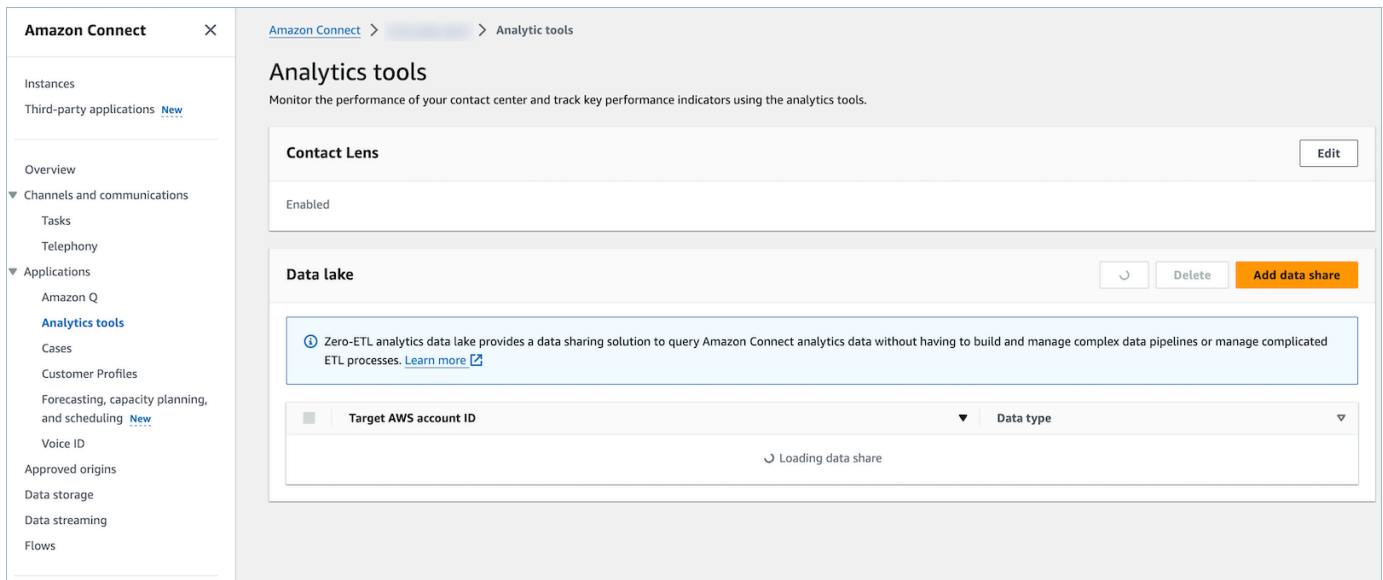 Amazon Connect
Instances
Third-party applications New
Overview
Channels and communications
Tasks
Telephony
Applications
Amazon Q
Analytics tools
Cases
Customer Profiles
Forecasting, capacity planning,
and scheduling New
Voice ID
Approved origins
Data storage
Data streaming
Flows
Amazon Connect > > Analytic tools
Analytics tools
Monitor the performance of your contact center and track key performance indicators using the analytics tools.
Contact Lens
Edit
Enabled
Data lake
Delete
Add data share
Zero-ETL analytics data lake provides a data sharing solution to query Amazon Connect analytics data without having to build and manage complex data pipelines or manage complicated
ETL processes. Learn more
Target AWS account ID
Data type
Loading data share